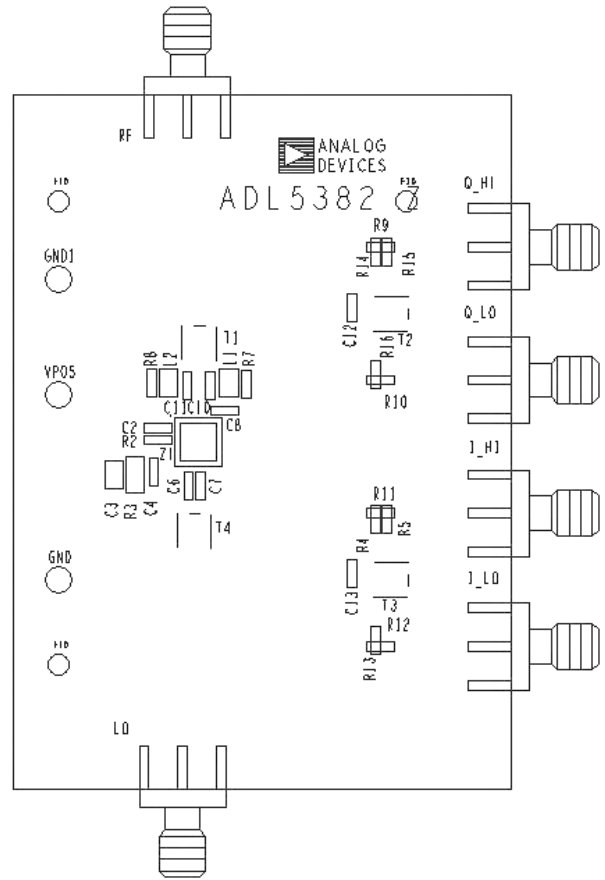 RF
ANALOG
DEVICES
FID
FID
ADL5382
Q_HI
R9
R14
R15
GND1
C12
Q_LO
T2
R16
T1
R8
L2
L1
R7
VPOS
R10
C11
C10
C8
C2
R2
Z1
I_HI
C3
R3
C4
C6
C7
R11
R4
R5
T4
GND
C13
I_LO
T3
R12
FID
R13
LO